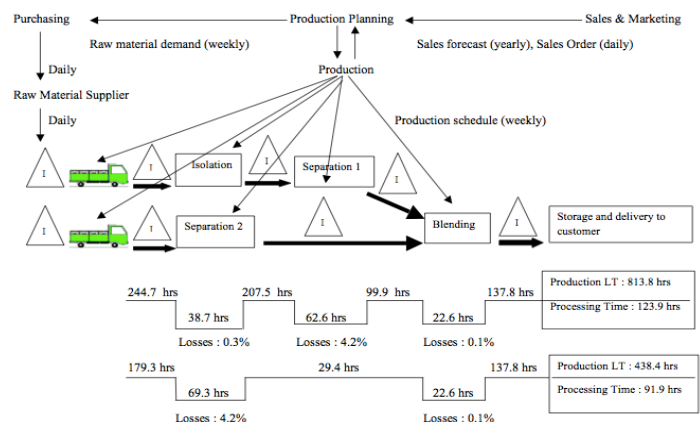 Purchasing Production Planning Sales & Marketing
Raw material demand (weekly) Sales forecast (yearly), Sales Order (daily)
Daily
Production
Raw Material Supplier
Daily
Production schedule (weekly)
I I Isolation I Separation 1 I
I I Separation 2 I Blending I Storage and delivery to
customer
244.7 hrs 207.5 hrs 99.9 hrs 137.8 hrs Production LT : 813.8 hrs
38.7 hrs 62.6 hrs 22.6 hrs Processing Time : 123.9 hrs
Losses : 0.3% Losses : 4.2% Losses : 0.1%
179.3 hrs 29.4 hrs 137.8 hrs Production LT : 438.4 hrs
69.3 hrs 22.6 hrs Processing Time : 91.9 hrs
Losses : 4.2% Losses : 0.1%